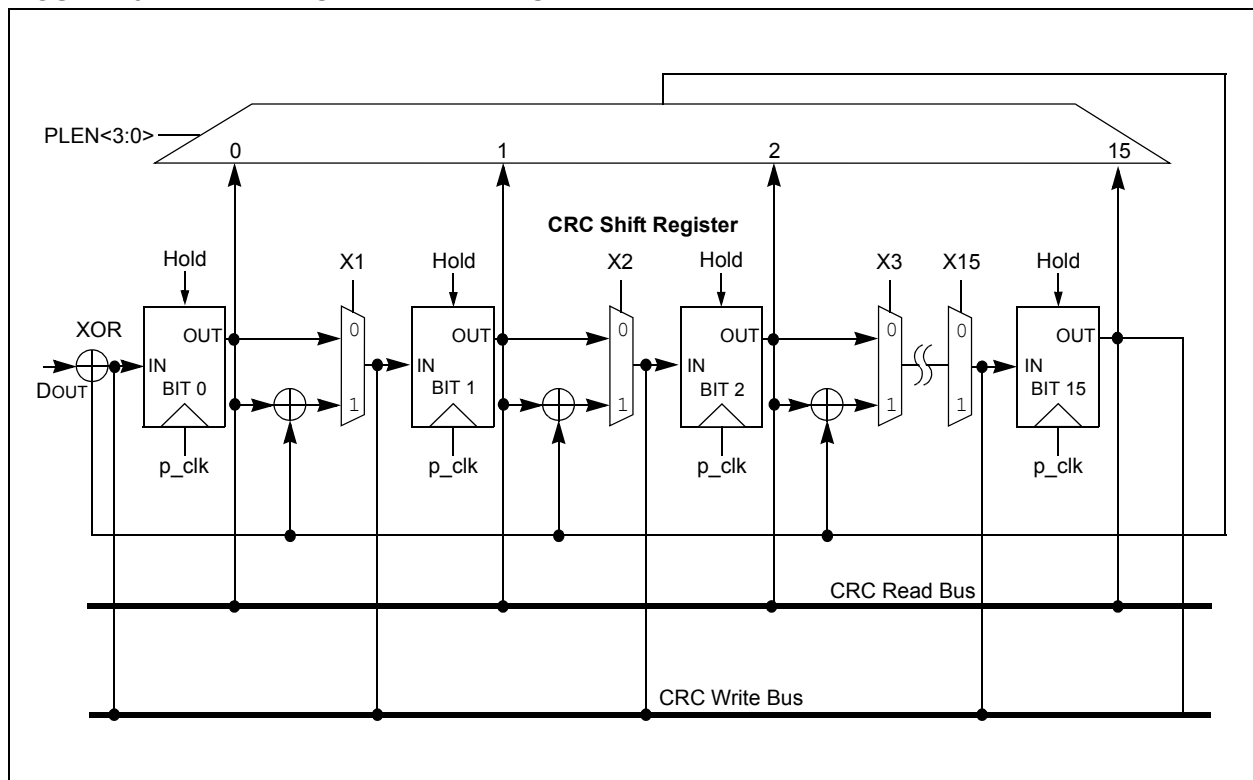 PLEN<3:0>
0 1 2 15
CRC Shift Register
Hold X1 Hold X2 Hold X3 X15 Hold
XOR
OUT 0 OUT 0 OUT 0 0 OUT
IN IN IN IN
DOUT
BIT 0 1 BIT 1 1 BIT 2 1 1 BIT 15
p_clk p_clk p_clk p_clk
CRC Read Bus
CRC Write Bus